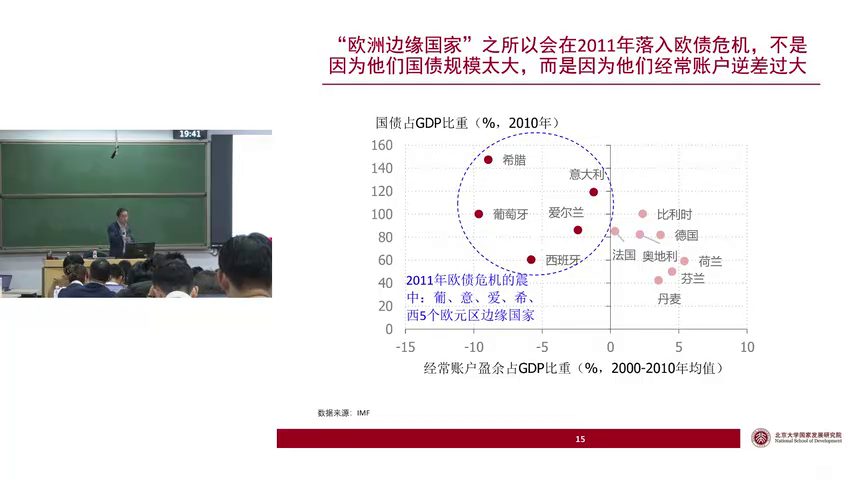 “欧洲边缘国家”之所以会在2011年落入欧债危机，不是
因为他们国债规模太大，而是因为他们经常账户逆差过大
国债占GDP比重（%，2010年）
19:41
160
140
120
100
80
60
40
20
0
希腊
意大利
葡萄牙
爱尔兰
西班牙
比利时
德国
法国
奥地利
荷兰
芬兰
丹麦
2011年欧债危机的震
中：葡、意、爱、希、
西5个欧元区边缘国家
-15
-10
-5
0
5
10
经常账户盈余占GDP比重（%，2000-2010年均值）
数据来源：IMF
15
北京大学国家发展研究院
National School of Development